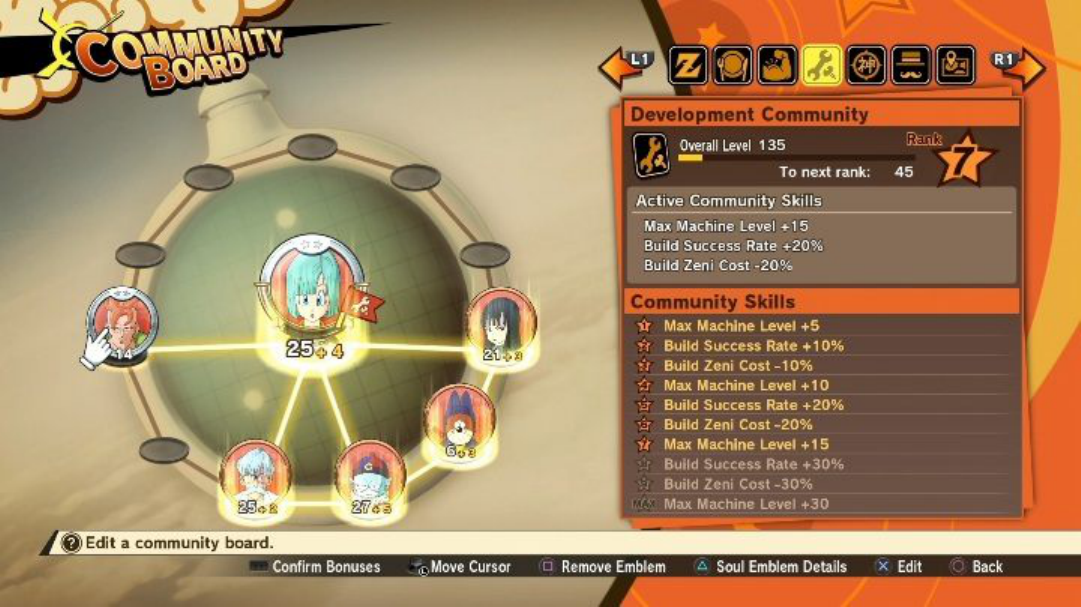 COMMUNITY
BOARD
L1
R1
Development Community
Overall Level 135
Rank
7
To next rank: 45
Active Community Skills
Max Machine Level +15
Build Success Rate +20%
Build Zeni Cost -20%
Community Skills
Max Machine Level +5
Build Success Rate +10%
Build Zeni Cost -10%
Max Machine Level +10
Build Success Rate +20%
Build Zeni Cost -20%
Max Machine Level +15
Build Success Rate +30%
Build Zeni Cost -30%
MAX Max Machine Level +30
14
25+4
21+3
6+3
25+2
27+5
? Edit a community board.
Confirm Bonuses
L Move Cursor
Remove Emblem
Soul Emblem Details
Edit
Back